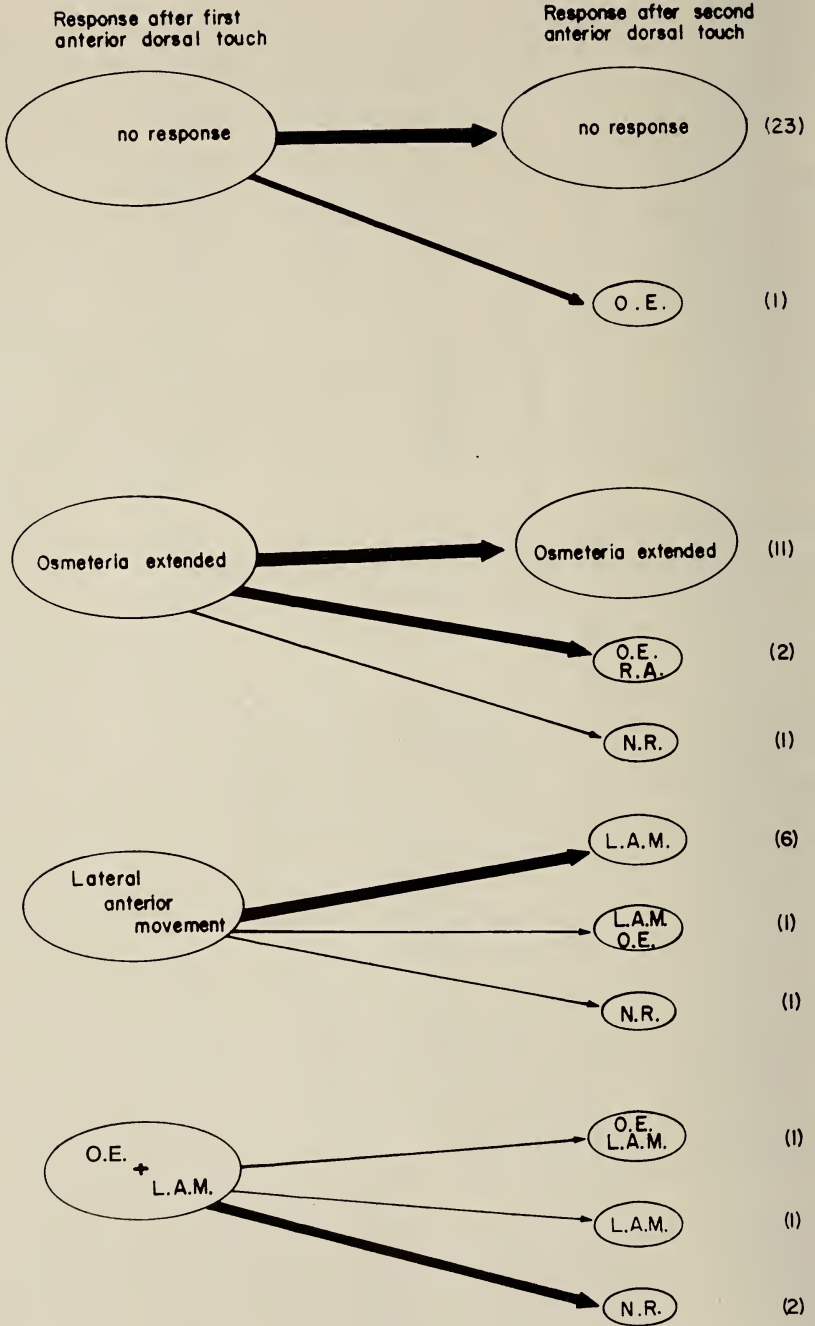 Response after first
anterior dorsal touch
Response after second
anterior dorsal touch
no response
no response
(23)
O.E.
(1)
Osmeteria extended
Osmeteria extended
(11)
O.E.
R.A.
(2)
N.R.
(1)
Lateral
anterior
movement
L.A.M.
(6)
L.A.M.
O.E.
(1)
N.R.
(1)
O.E.
+
L.A.M.
O.E.
L.A.M.
(1)
L.A.M.
(1)
N.R.
(2)